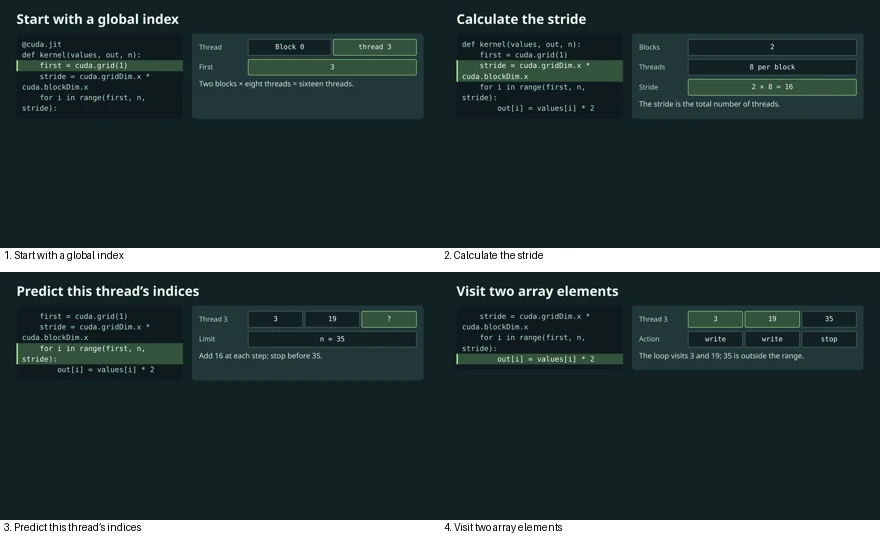 Start with a global index
@cuda.jit
def kernel(values, out, n):
first = cuda.grid(1)
stride = cuda.gridDim.x *
cuda.blockDim.x
for i in range(first, n,
stride):
Thread
Block 0
thread 3
First
3
Two blocks × eight threads = sixteen threads.
1. Start with a global index
Calculate the stride
def kernel(values, out, n):
first = cuda.grid(1)
stride = cuda.gridDim.x *
cuda.blockDim.x
for i in range(first, n,
stride):
out[i] = values[i] * 2
Blocks
2
Threads
8 per block
Stride
2 × 8 = 16
The stride is the total number of threads.
2. Calculate the stride
Predict this thread’s indices
first = cuda.grid(1)
stride = cuda.gridDim.x *
cuda.blockDim.x
for i in range(first, n,
stride):
out[i] = values[i] * 2
Thread 3
3
19
?
Limit
n = 35
Add 16 at each step; stop before 35.
3. Predict this thread’s indices
Visit two array elements
stride = cuda.gridDim.x *
cuda.blockDim.x
for i in range(first, n,
stride):
out[i] = values[i] * 2
Thread 3
3
19
35
Action
write
write
stop
The loop visits 3 and 19; 35 is outside the range.
4. Visit two array elements